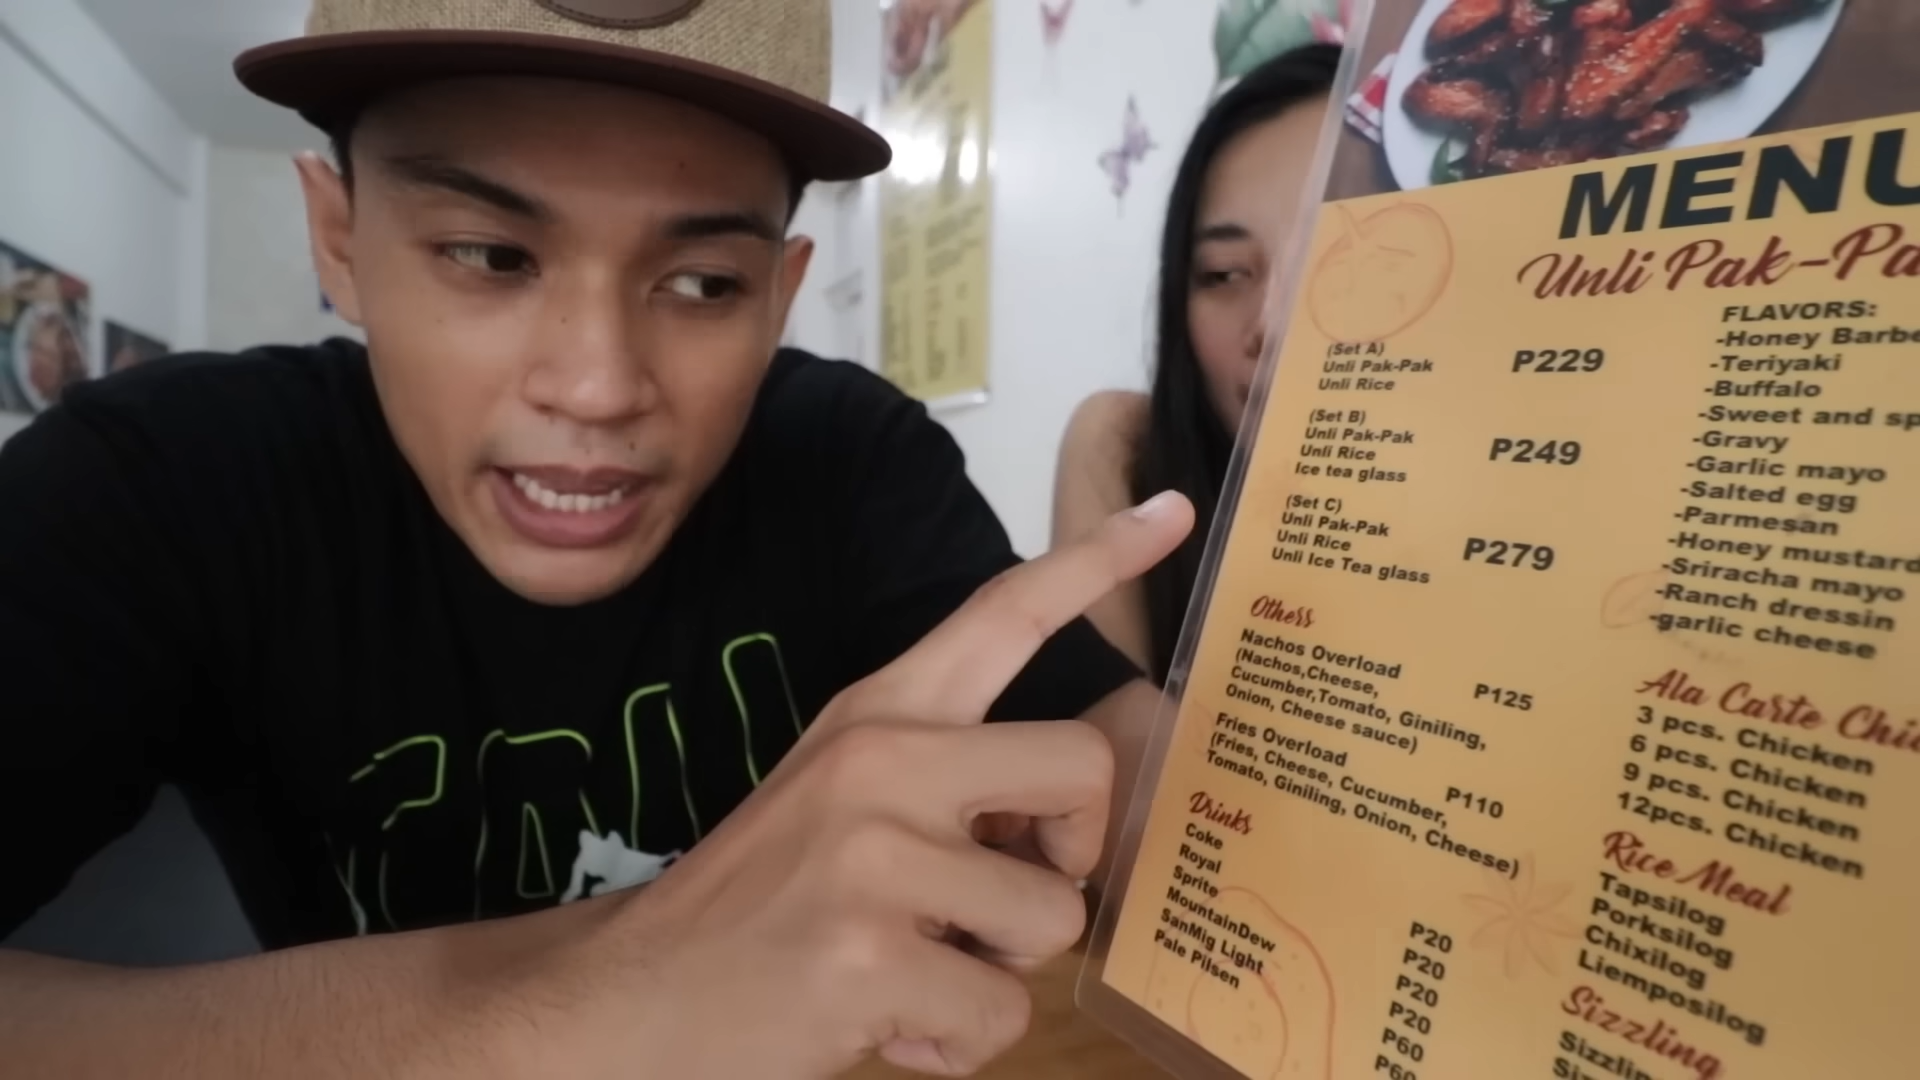 MENU
Unli Pak-Pa
(Set A)
Unli Pak-Pak
Unli Rice
P229
(Set B)
Unli Pak-Pak
Unli Rice
Ice tea glass
P249
(Set C)
Unli Pak-Pak
Unli Rice
Unli Ice Tea glass
P279
Others
Nachos Overload
(Nachos,Cheese,
Cucumber,Tomato, Giniling,
Onion, Cheese sauce)
P125
Fries Overload
(Fries, Cheese, Cucumber,
Tomato, Giniling, Onion, Cheese)
P110
Drinks
Coke
Royal
Sprite
MountainDew
SanMig Light
Pale Pilsen
P20
P20
P20
P20
P60
P60
FLAVORS:
-Honey Barbe
-Teriyaki
-Buffalo
-Sweet and sp
-Gravy
-Garlic mayo
-Salted egg
-Parmesan
-Honey mustard
-Sriracha mayo
-Ranch dressin
-garlic cheese
Ala Carte Chic
3 pcs. Chicken
6 pcs. Chicken
9 pcs. Chicken
12pcs. Chicken
Rice Meal
Tapsilog
Porksilog
Chixilog
Liemposilog
Sizzling
Sizzlin